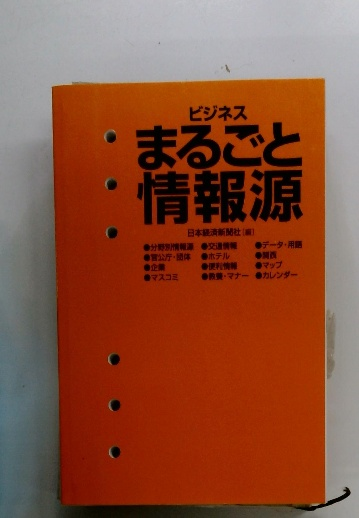 ビジネス
まるごと
情報源
日本経済新聞社[編]
●分野別情報源 ●交通情報 ●データ・用語
●官公庁・団体 ●ホテル ●関西
●企業 ●便利情報 ●マップ
●マスコミ ●教養・マナー ●カレンダー